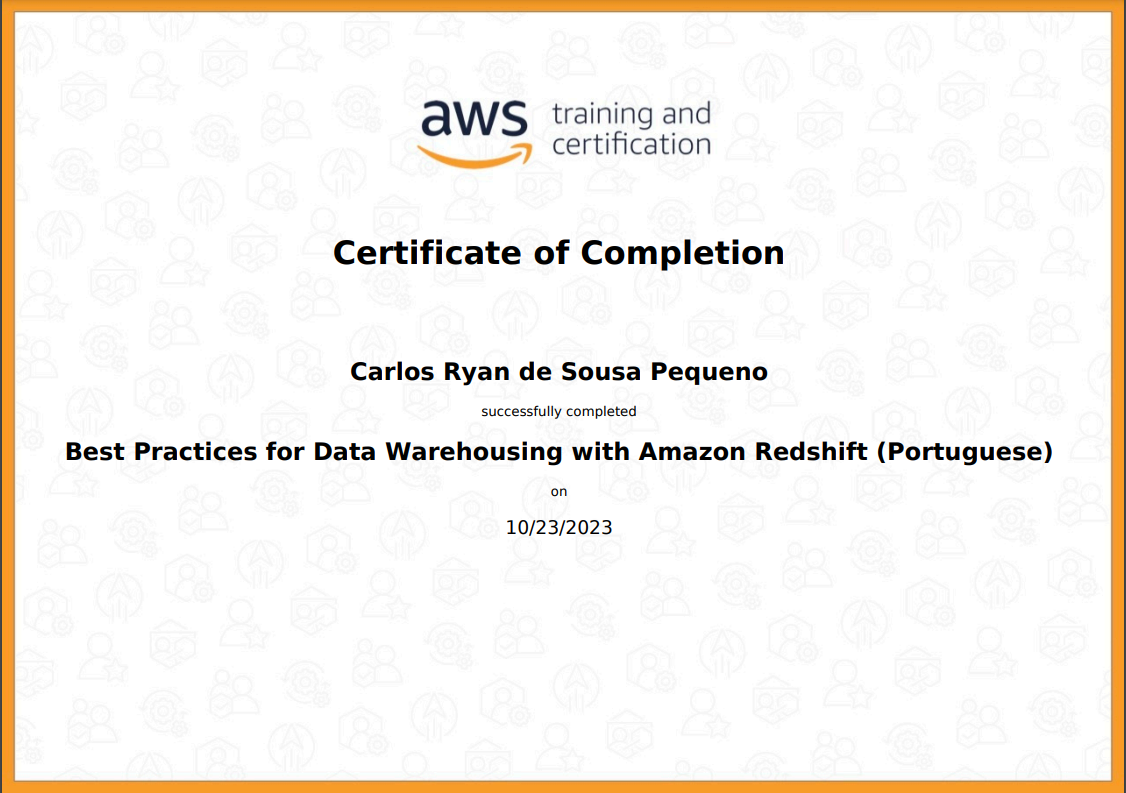 aws training and
certification
Certificate of Completion
Carlos Ryan de Sousa Pequeno
successfully completed
Best Practices for Data Warehousing with Amazon Redshift (Portuguese)
on
10/23/2023